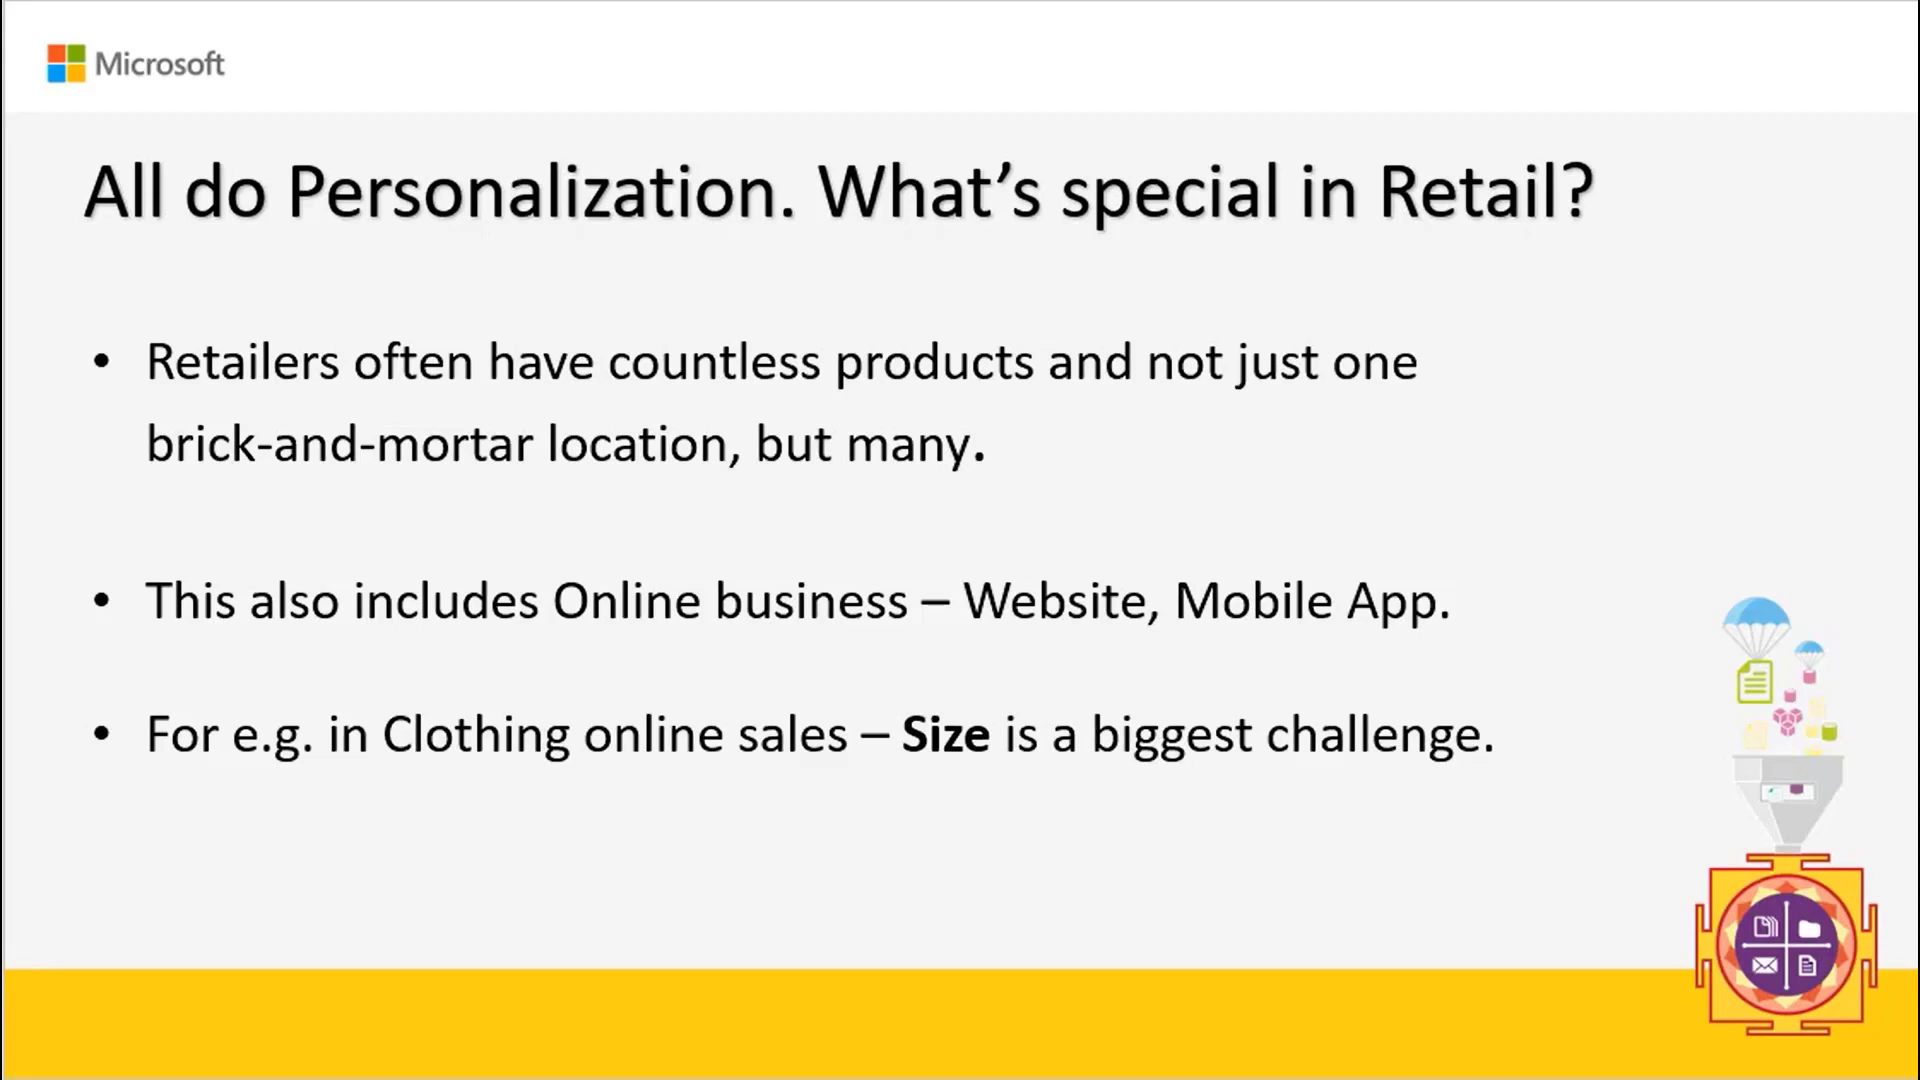 Microsoft
All do Personalization. What’s special in Retail?
• Retailers often have countless products and not just one
brick-and-mortar location, but many.
• This also includes Online business – Website, Mobile App.
• For e.g. in Clothing online sales – Size is a biggest challenge.